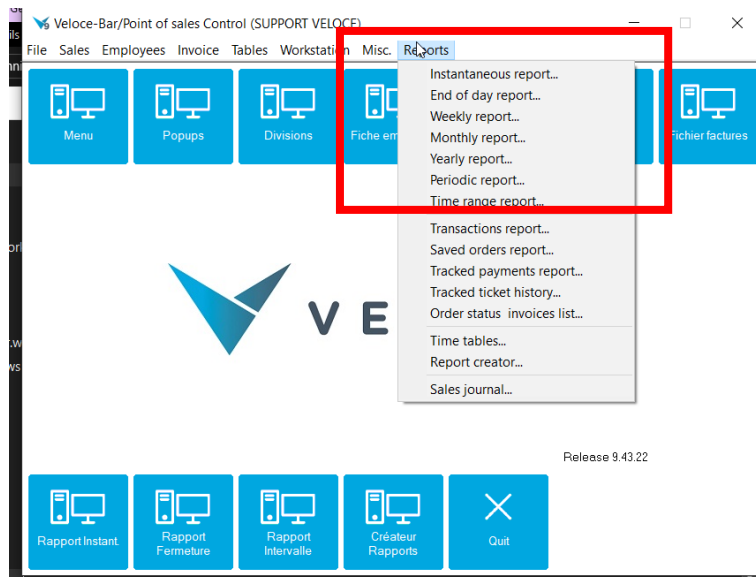 Veloce-Bar/Point of sales Control (SUPPORT VELOCE)
File Sales Employees Invoice Tables Workstation Misc. Reports
Menu
Popups
Divisions
Fiche em
Fichier factures
Instantaneous report...
End of day report...
Weekly report...
Monthly report...
Yearly report...
Periodic report...
Time range report...
Transactions report...
Saved orders report...
Tracked payments report...
Tracked ticket history...
Order status invoices list...
Time tables...
Report creator...
Sales journal...
V E
Release 9.43.22
Rapport Instant.
Rapport
Fermeture
Rapport
Intervalle
Créateur
Rapports
Quit